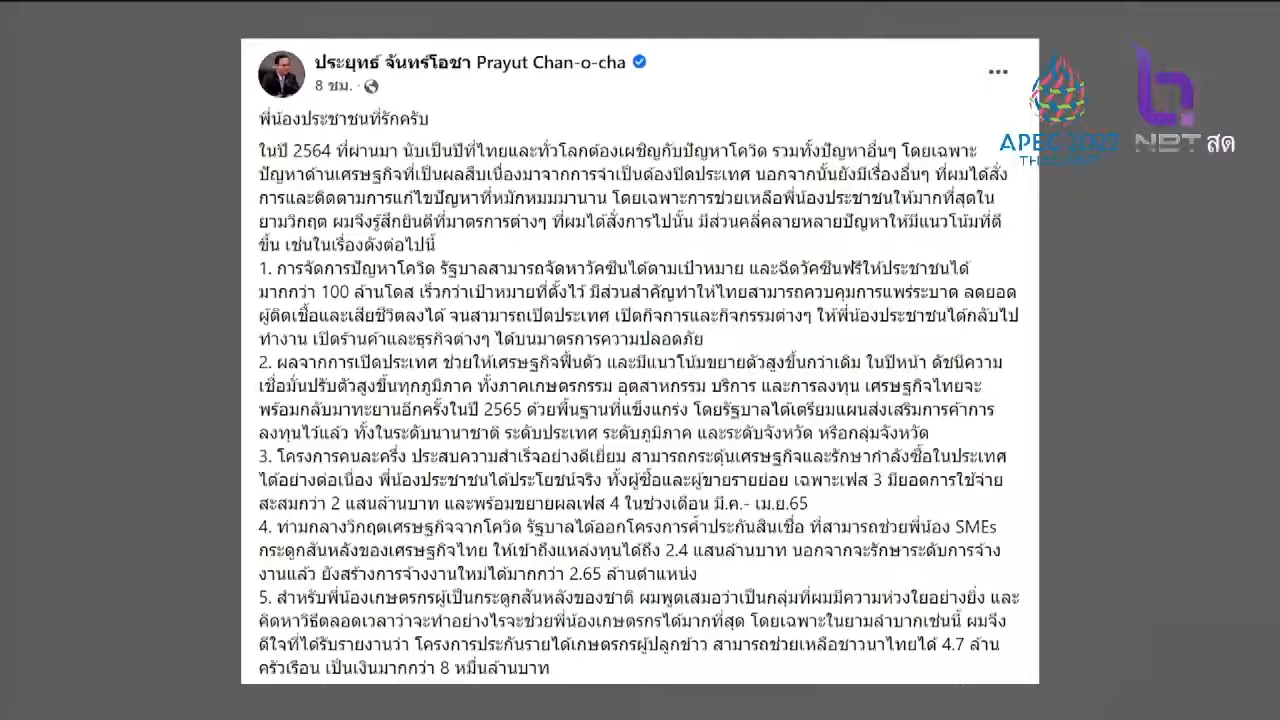 ประยุทธ์ จันทร์โอชา Prayut Chan-o-cha
8 ชม.
พี่น้องประชาชนที่รักครับ
ในปี 2564 ที่ผ่านมา นับเป็นปีที่ไทยและทั่วโลกต้องเผชิญกับปัญหาโควิด รวมทั้งปัญหาอื่นๆ โดยเฉพาะ
ปัญหาด้านเศรษฐกิจที่เป็นผลสืบเนื่องมาจากการจำเป็นต้องปิดประเทศ นอกจากนั้นยังมีเรื่องอื่นๆ ที่ผมได้สั่ง
การและติดตามการแก้ไขปัญหาที่หมักหมมมานาน โดยเฉพาะการช่วยเหลือพี่น้องประชาชนให้มากที่สุดใน
ยามวิกฤต ผมจึงรู้สึกยินดีที่มาตรการต่างๆ ที่ผมได้สั่งการไปนั้น มีส่วนคลี่คลายหลายปัญหาให้มีแนวโน้มที่ดี
ขึ้น เช่นในเรื่องดังต่อไปนี้
1. การจัดการปัญหาโควิด รัฐบาลสามารถจัดหาวัคซีนได้ตามเป้าหมาย และฉีดวัคซีนฟรีให้ประชาชนได้
มากกว่า 100 ล้านโดส เร็วกว่าเป้าหมายที่ตั้งไว้ มีส่วนสำคัญทำให้ไทยสามารถควบคุมการแพร่ระบาด ลดยอด
ผู้ติดเชื้อและเสียชีวิตลงได้ จนสามารถเปิดประเทศ เปิดกิจการและกิจกรรมต่างๆ ให้พี่น้องประชาชนได้กลับไป
ทำงาน เปิดร้านค้าและธุรกิจต่างๆ ได้บนมาตรการความปลอดภัย
2. ผลจากการเปิดประเทศ ช่วยให้เศรษฐกิจฟื้นตัว และมีแนวโน้มขยายตัวสูงขึ้นกว่าเดิม ในปีหน้า ดัชนีความ
เชื่อมั่นปรับตัวสูงขึ้นทุกภูมิภาค ทั้งภาคเกษตรกรรม อุตสาหกรรม บริการ และการลงทุน เศรษฐกิจไทยจะ
พร้อมกลับมาทะยานอีกครั้งในปี 2565 ด้วยพื้นฐานที่แข็งแกร่ง โดยรัฐบาลได้เตรียมแผนส่งเสริมการค้าการ
ลงทุนไว้แล้ว ทั้งในระดับนานาชาติ ระดับประเทศ ระดับภูมิภาค และระดับจังหวัด หรือกลุ่มจังหวัด
3. โครงการคนละครึ่ง ประสบความสำเร็จอย่างดีเยี่ยม สามารถกระตุ้นเศรษฐกิจและรักษากำลังซื้อในประเทศ
ได้อย่างต่อเนื่อง พี่น้องประชาชนได้ประโยชน์จริง ทั้งผู้ซื้อและผู้ขายรายย่อย เฉพาะเฟส 3 มียอดการใช้จ่าย
สะสมกว่า 2 แสนล้านบาท และพร้อมขยายผลเฟส 4 ในช่วงเดือน มี.ค.- เม.ย.65
4. ท่ามกลางวิกฤตเศรษฐกิจจากโควิด รัฐบาลได้ออกโครงการค้ำประกันสินเชื่อ ที่สามารถช่วยพี่น้อง SMEs
กระดูกสันหลังของเศรษฐกิจไทย ให้เข้าถึงแหล่งทุนได้ถึง 2.4 แสนล้านบาท นอกจากจะรักษาระดับการจ้าง
งานแล้ว ยังสร้างการจ้างงานใหม่ได้มากกว่า 2.65 ล้านตำแหน่ง
5. สำหรับพี่น้องเกษตรกรผู้เป็นกระดูกสันหลังของชาติ ผมพูดเสมอว่าเป็นกลุ่มที่ผมมีความห่วงใยอย่างยิ่ง และ
คิดหาวิธีตลอดเวลาว่าจะทำอย่างไรจะช่วยพี่น้องเกษตรกรได้มากที่สุด โดยเฉพาะในยามลำบากเช่นนี้ ผมจึง
ดีใจที่ได้รับรายงานว่า โครงการประกันรายได้เกษตรกรผู้ปลูกข้าว สามารถช่วยเหลือชาวนาไทยได้ 4.7 ล้าน
ครัวเรือน เป็นเงินมากกว่า 8 หมื่นล้านบาท
APEC 2022
THAILAND
NBT สด